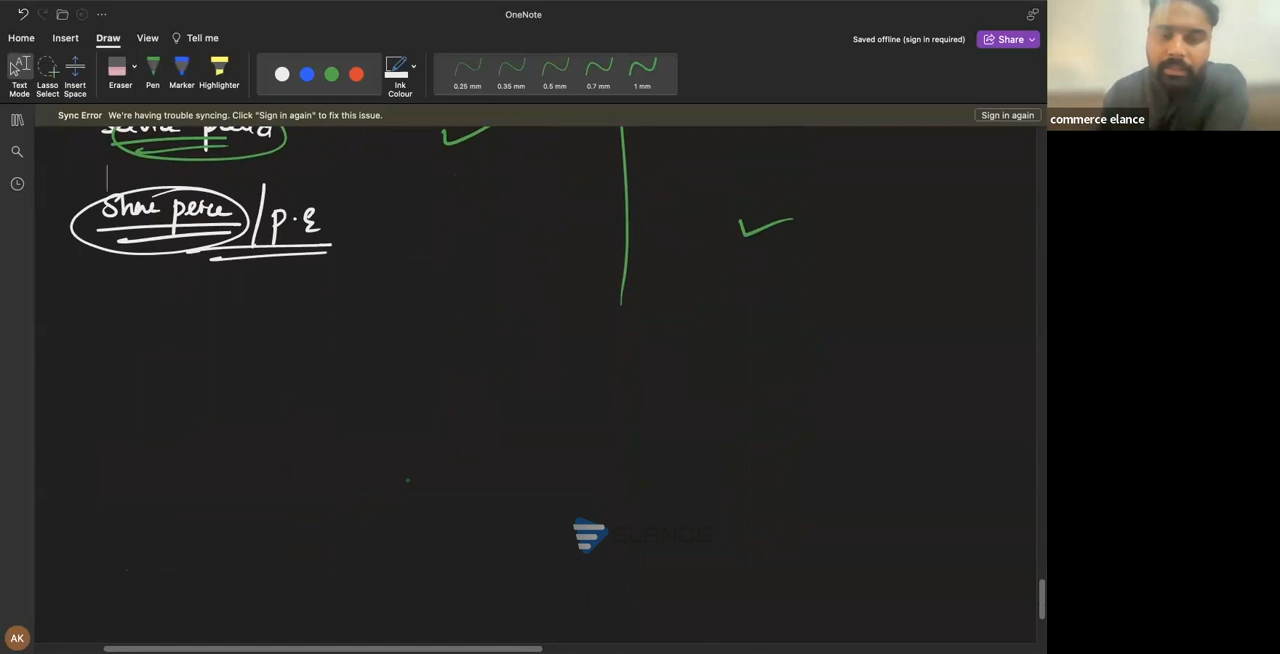 OneNote
Home Insert Draw View Tell me
Saved offline (sign in required)
Share
Text Mode
Lasso Select
Insert Space
Eraser
Pen
Marker
Highlighter
Ink Colour
0.25 mm 0.35 mm 0.5 mm 0.7 mm 1 mm
Sync Error We're having trouble syncing. Click "Sign in again" to fix this issue.
Sign in again
commerce elance
service period
Share perce / P.E
ELANCE
AK